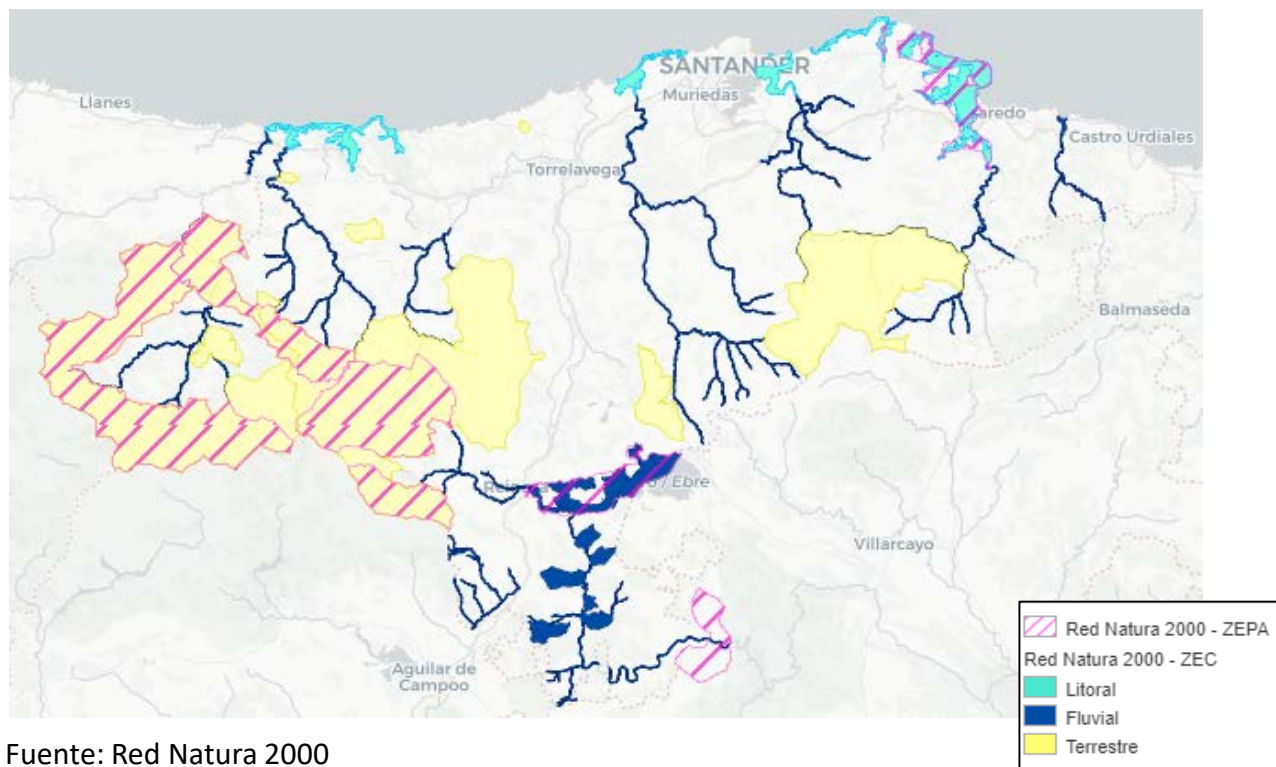 SANTANDER
Llanes
Muriedas
Castro Urdiales
Torrelavega
Balmaseda
/ Ebre
Villarcayo
Aguilar de
Campoo
Red Natura 2000 - ZEPA
Red Natura 2000 - ZEC
Litoral
Fluvial
Terrestre
Fuente: Red Natura 2000